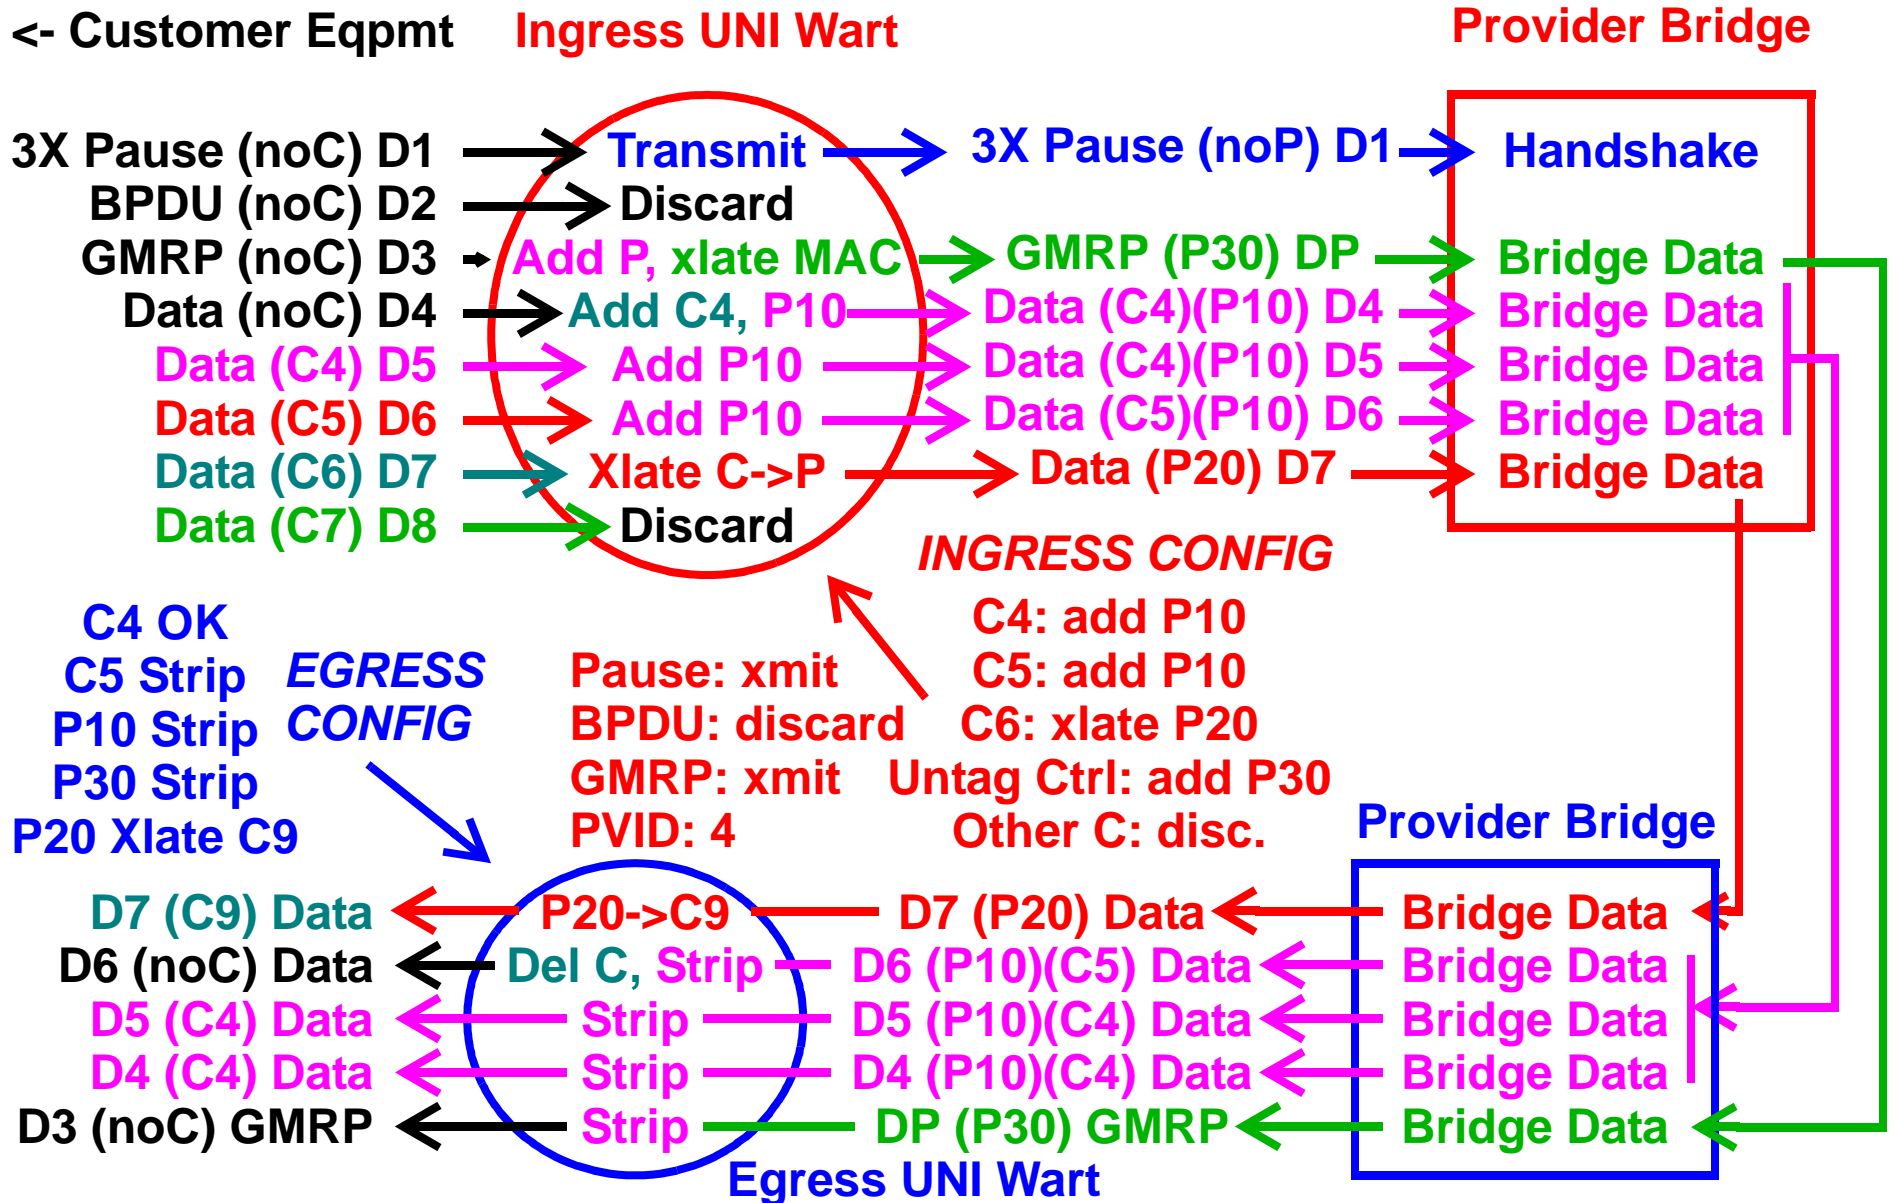 <- Customer Eqpmt Ingress UNI Wart Provider Bridge
3X Pause (noC) D1 Transmit 3X Pause (noP) D1 Handshake
BPDU (noC) D2 Discard
GMRP (noC) D3 Add P, xlate MAC GMRP (P30) DP Bridge Data
Data (noC) D4 Add C4, P10 Data (C4)(P10) D4 Bridge Data
Data (C4) D5 Add P10 Data (C4)(P10) D5 Bridge Data
Data (C5) D6 Add P10 Data (C5)(P10) D6 Bridge Data
Data (C6) D7 Xlate C->P Data (P20) D7 Bridge Data
Data (C7) D8 Discard
INGRESS CONFIG
C4: add P10
C5: add P10
C6: xlate P20
Untag Ctrl: add P30
Other C: disc.
Pause: xmit
BPDU: discard
GMRP: xmit
PVID: 4
EGRESS
CONFIG
C4 OK
C5 Strip
P10 Strip
P30 Strip
P20 Xlate C9
Provider Bridge
D7 (C9) Data P20->C9 D7 (P20) Data Bridge Data
D6 (noC) Data Del C, Strip D6 (P10)(C5) Data Bridge Data
D5 (C4) Data Strip D5 (P10)(C4) Data Bridge Data
D4 (C4) Data Strip D4 (P10)(C4) Data Bridge Data
D3 (noC) GMRP Strip DP (P30) GMRP Bridge Data
Egress UNI Wart